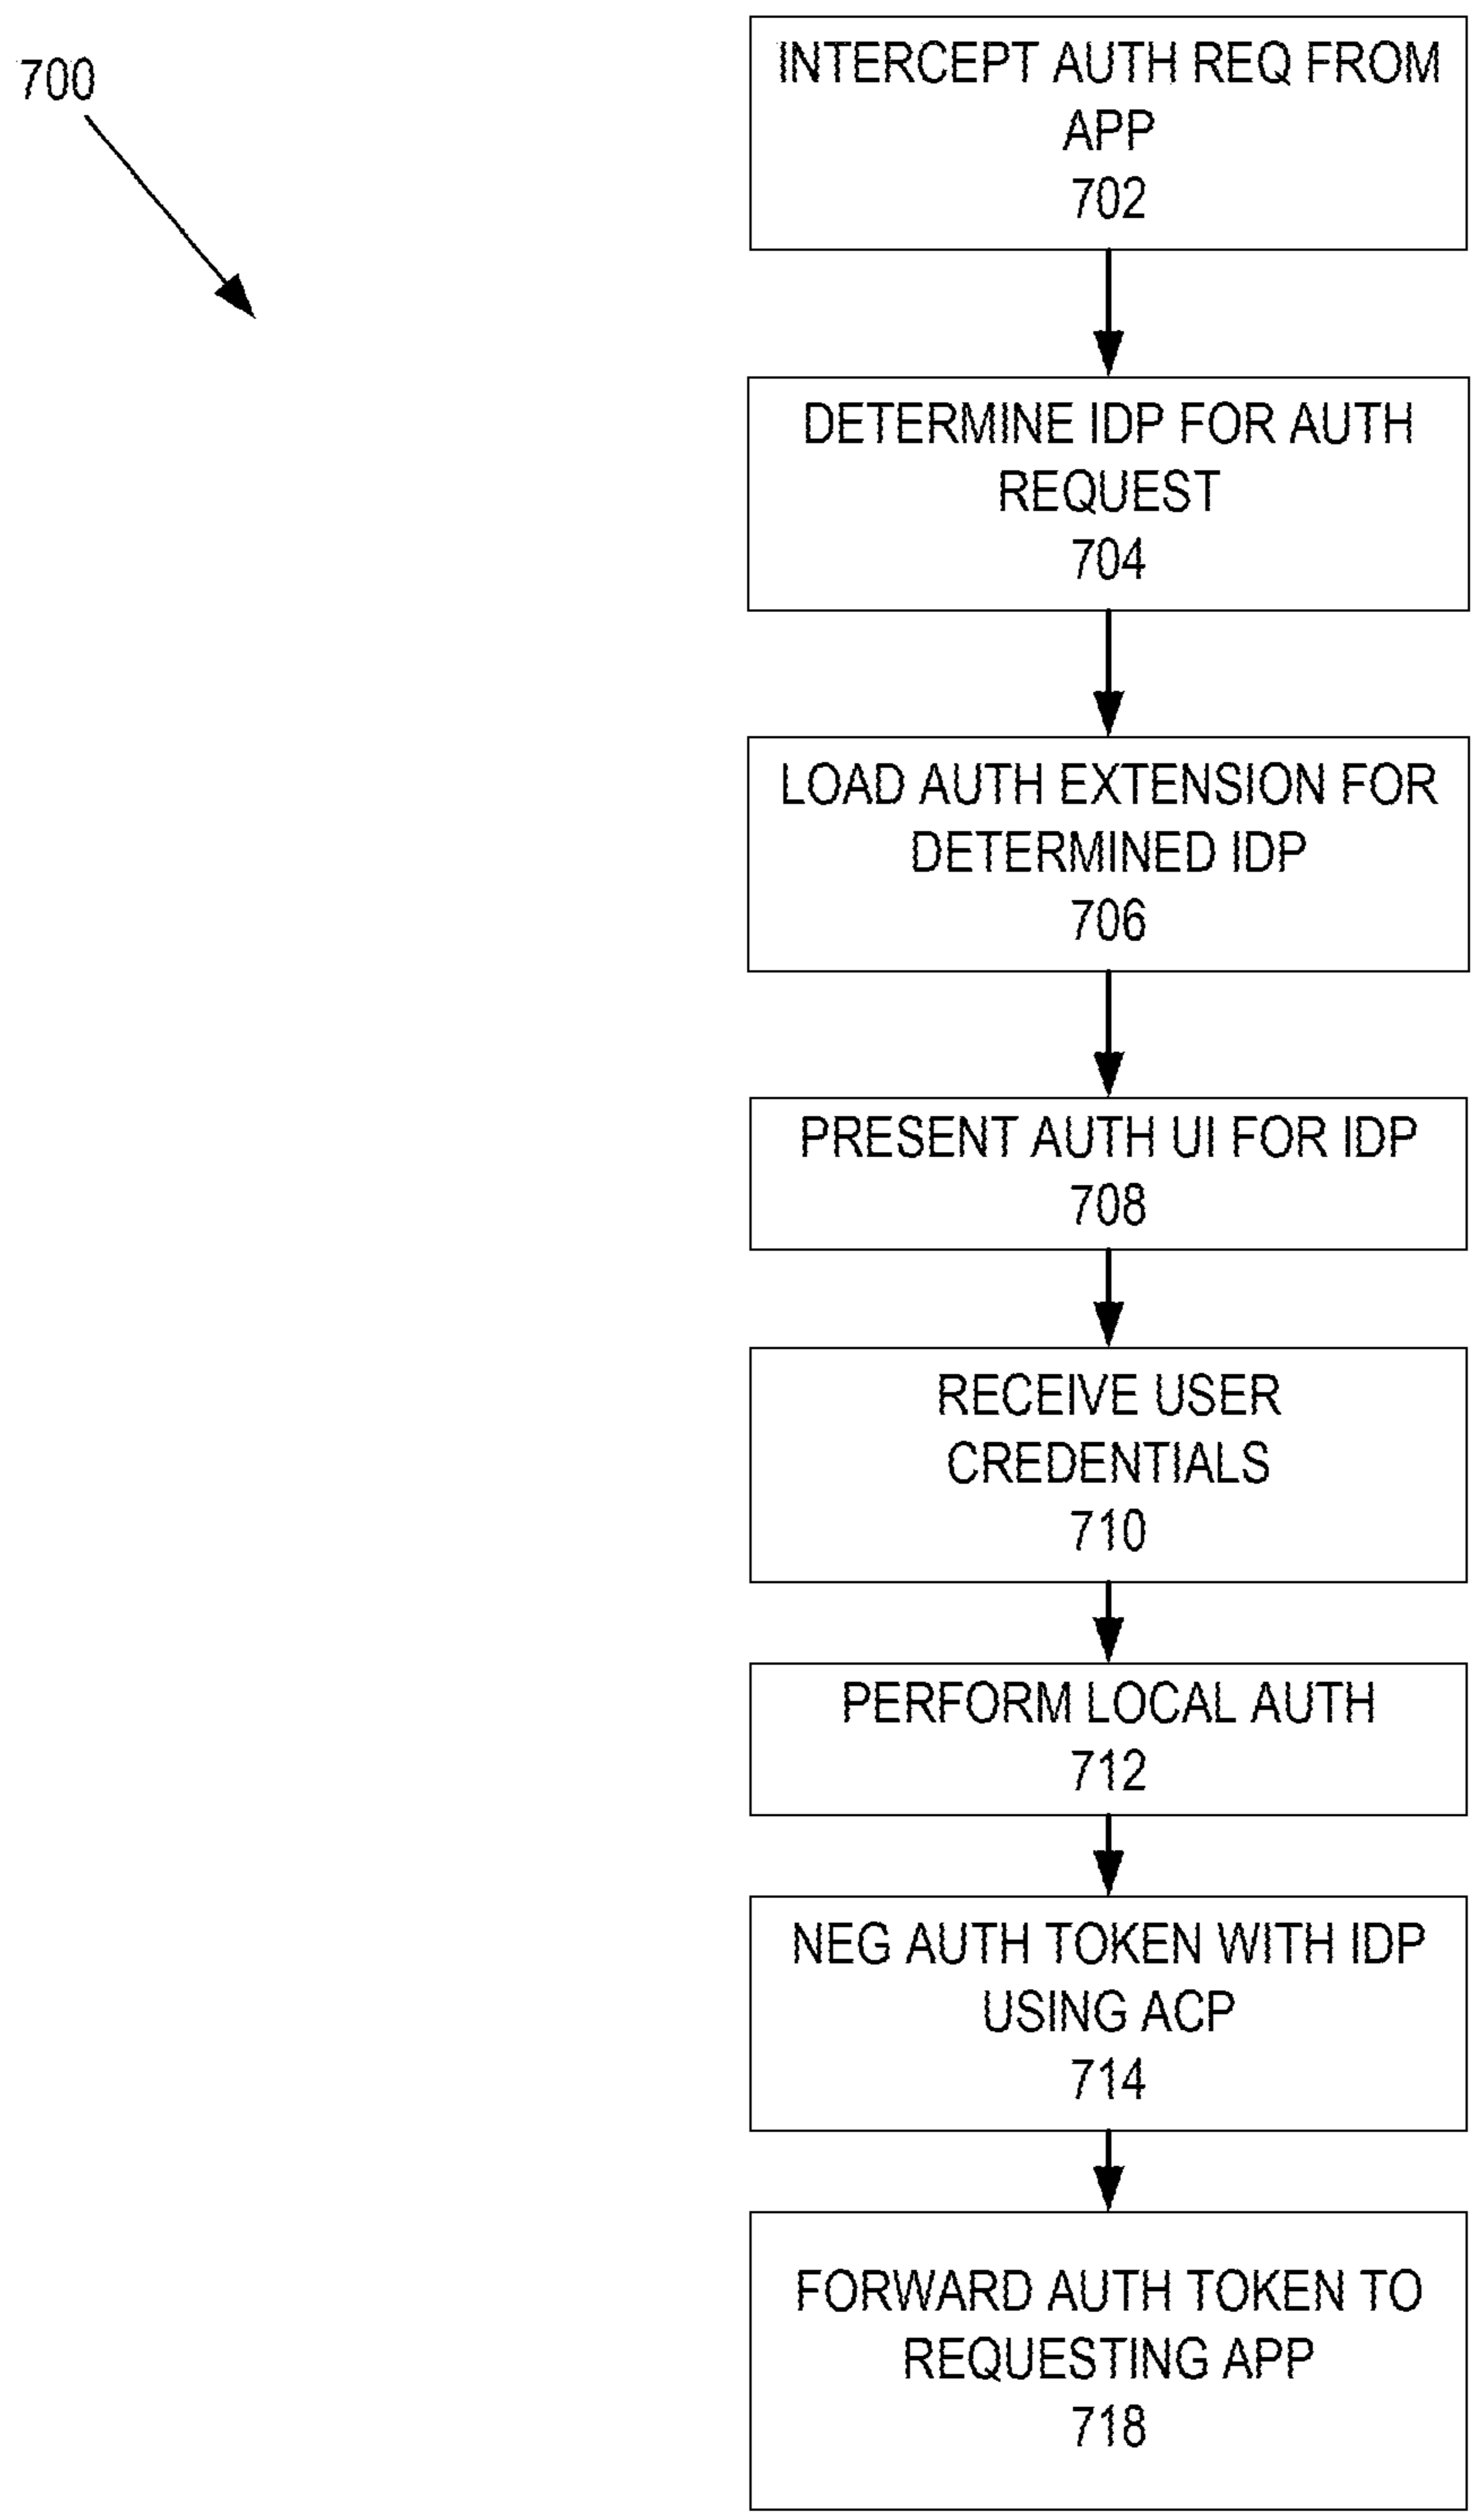 700
INTERCEPT AUTH REQ FROM
APP
702
DETERMINE IDP FOR AUTH
REQUEST
704
LOAD AUTH EXTENSION FOR
DETERMINED IDP
706
PRESENT AUTH UI FOR IDP
708
RECEIVE USER
CREDENTIALS
710
PERFORM LOCAL AUTH
712
NEG AUTH TOKEN WITH IDP
USING ACP
714
FORWARD AUTH TOKEN TO
REQUESTING APP
718